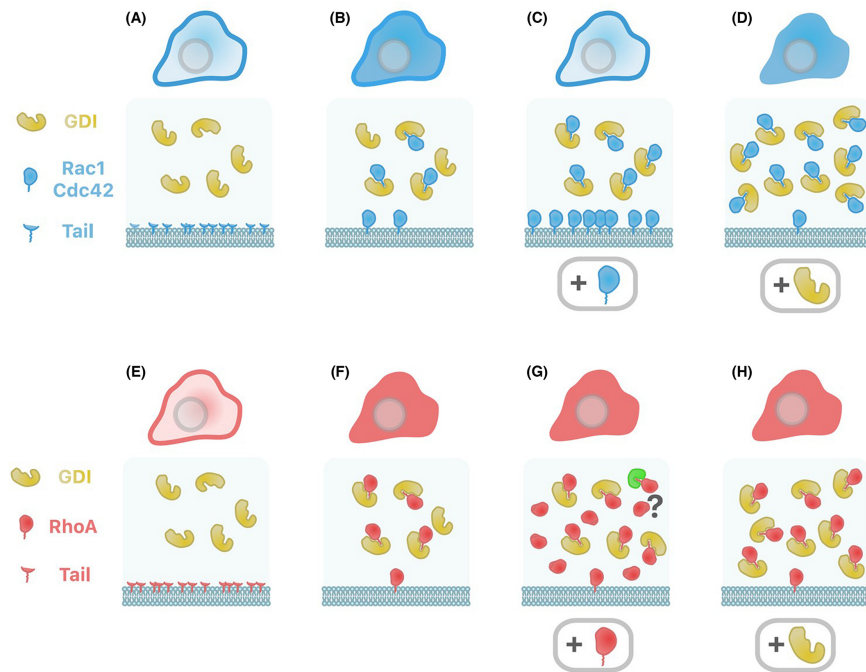 (A)
(B)
(C)
(D)
GDI
Rac1
Cdc42
Tail
+
+
(E)
(F)
(G)
(H)
GDI
?
RhoA
Tail
+
+